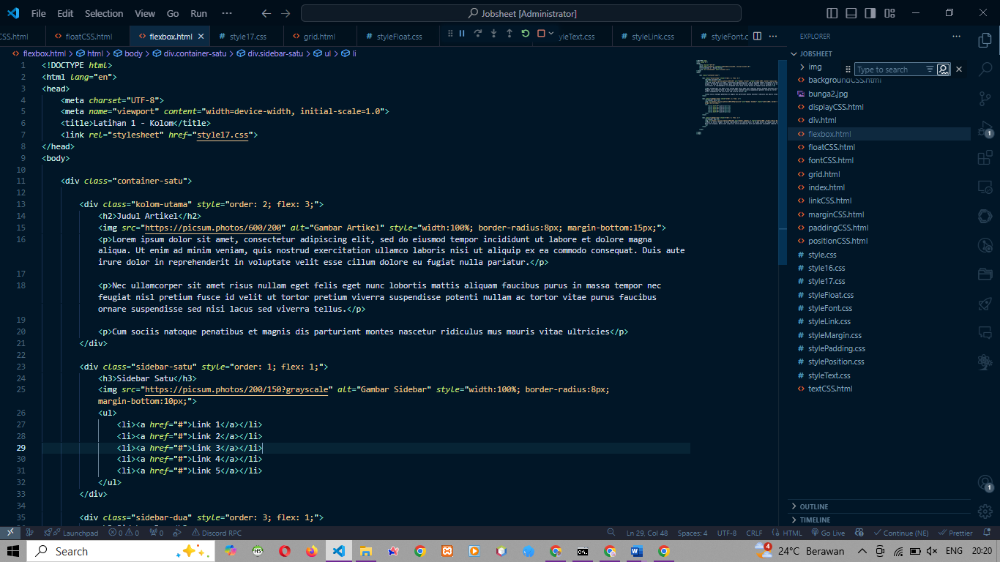 File Edit Selection View Go Run ··· Jobsheet [Administrator]
CSS.html floatCSS.html flexbox.html style17.css grid.html styleFloat.css yleText.css styleLink.css styleFont.c
flexbox.html > html > body > div.container-satu > div.sidebar-satu > ul > li
1 <!DOCTYPE html>
2 <html lang="en">
3 <head>
4 <meta charset="UTF-8">
5 <meta name="viewport" content="width=device-width, initial-scale=1.0">
6 <title>Latihan 1 - Kolom</title>
7 <link rel="stylesheet" href="style17.css">
8 </head>
9 <body>
10
11 <div class="container-satu">
12
13 <div class="kolom-utama" style="order: 2; flex: 3;">
14 <h2>Judul Artikel</h2>
15 <img src="https://picsum.photos/600/200" alt="Gambar Artikel" style="width:100%; border-radius:8px; margin-bottom:15px;">
16 <p>Lorem ipsum dolor sit amet, consectetur adipiscing elit, sed do eiusmod tempor incididunt ut labore et dolore magna
aliqua. Ut enim ad minim veniam, quis nostrud exercitation ullamco laboris nisi ut aliquip ex ea commodo consequat. Duis aute
irure dolor in reprehenderit in voluptate velit esse cillum dolore eu fugiat nulla pariatur.</p>
17
18 <p>Nec ullamcorper sit amet risus nullam eget felis eget nunc lobortis mattis aliquam faucibus purus in massa tempor nec
feugiat nisl pretium fusce id velit ut tortor pretium viverra suspendisse potenti nullam ac tortor vitae purus faucibus
ornare suspendisse sed nisi lacus sed viverra tellus.</p>
19
20 <p>Cum sociis natoque penatibus et magnis dis parturient montes nascetur ridiculus mus mauris vitae ultricies</p>
21 </div>
22
23 <div class="sidebar-satu" style="order: 1; flex: 1;">
24 <h3>Sidebar Satu</h3>
25 <img src="https://picsum.photos/200/150?grayscale" alt="Gambar Sidebar" style="width:100%; border-radius:8px;
margin-bottom:10px;">
26 <ul>
27 <li><a href="#">Link 1</a></li>
28 <li><a href="#">Link 2</a></li>
29 <li><a href="#">Link 3</a></li>
30 <li><a href="#">Link 4</a></li>
31 <li><a href="#">Link 5</a></li>
32 </ul>
33 </div>
34
35 <div class="sidebar-dua" style="order: 3; flex: 1;">
EXPLORER
JOBSHEET
Type to search
img
backgroundCSS.html
bunga2.jpg
displayCSS.html
div.html
flexbox.html
floatCSS.html
fontCSS.html
grid.html
index.html
linkCSS.html
marginCSS.html
paddingCSS.html
positionCSS.html
style.css
style16.css
style17.css
styleFloat.css
styleFont.css
styleLink.css
styleMargin.css
stylePadding.css
stylePosition.css
styleText.css
textCSS.html
OUTLINE
TIMELINE
1
1
Launchpad 0 0 0 Discord RPC Ln 29, Col 48 Spaces: 4 UTF-8 CRLF {} HTML Go Live Continue (NE) Prettier
Search 4 24°C Berawan ENG 20:20